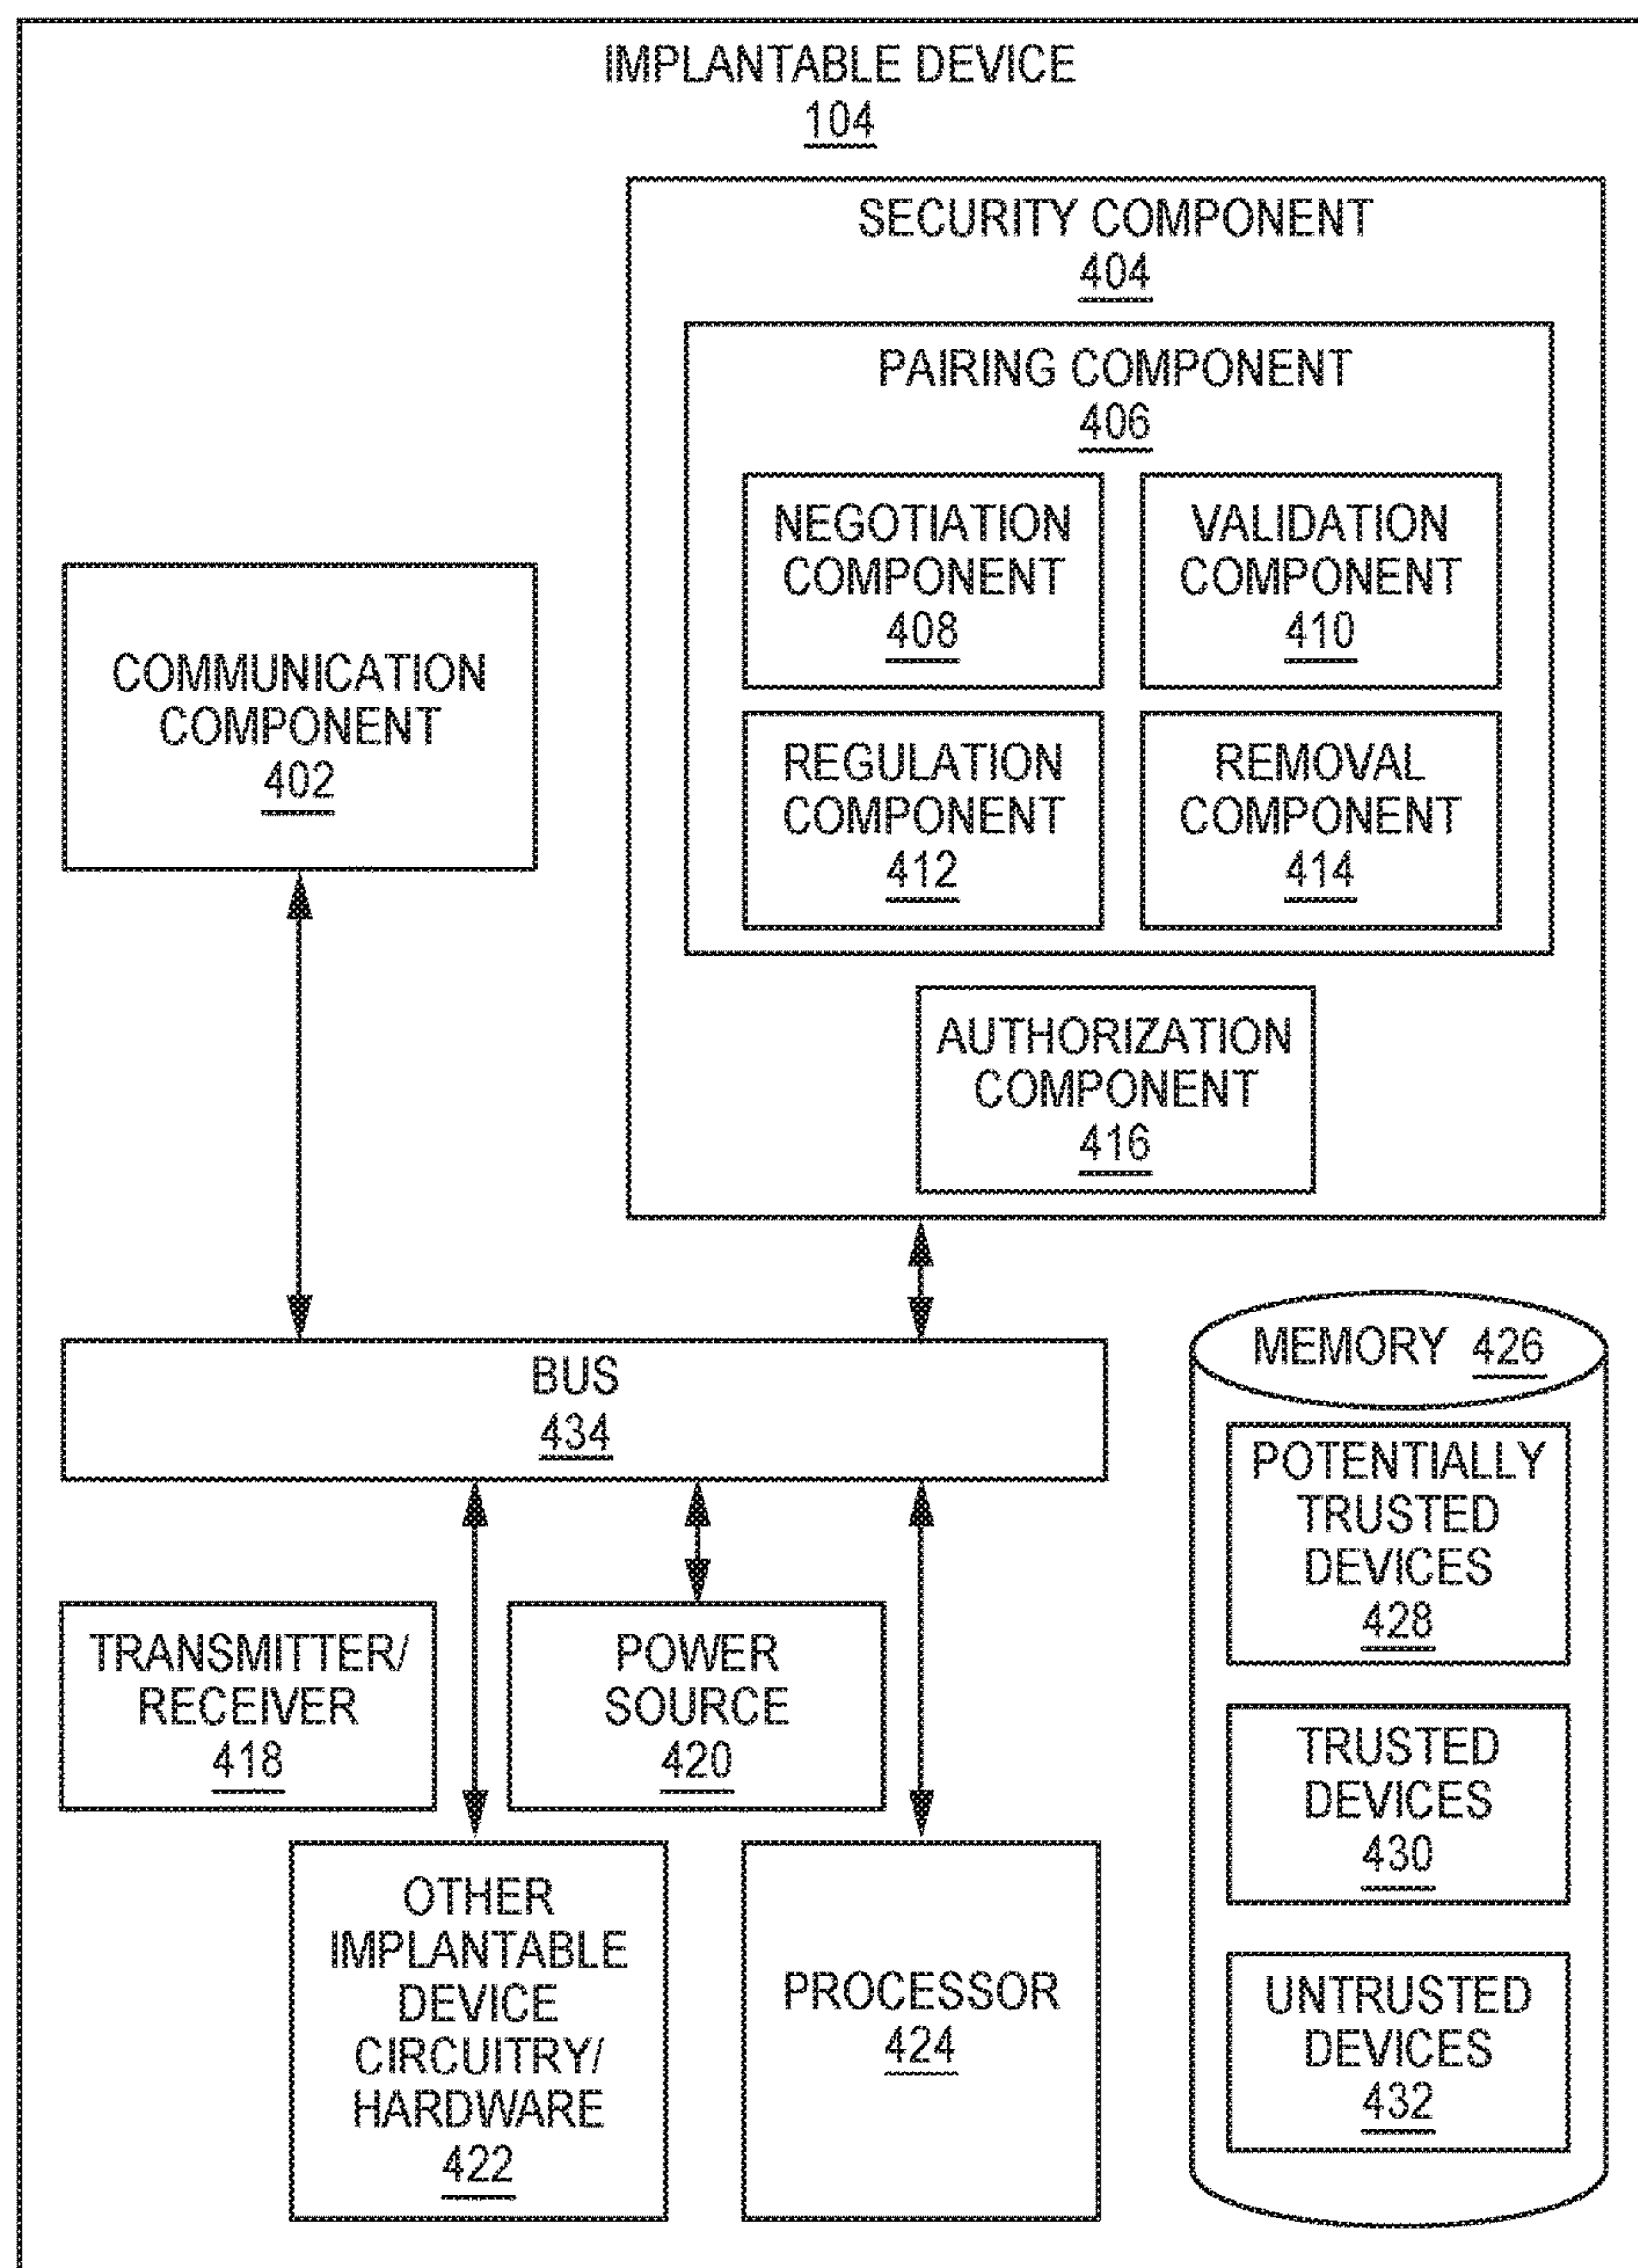 IMPLANTABLE DEVICE
104
SECURITY COMPONENT
404
PAIRING COMPONENT
406
NEGOTIATION
COMPONENT
408
VALIDATION
COMPONENT
410
REGULATION
COMPONENT
412
REMOVAL
COMPONENT
414
AUTHORIZATION
COMPONENT
416
COMMUNICATION
COMPONENT
402
BUS
434
MEMORY 426
POTENTIALLY
TRUSTED
DEVICES
428
TRUSTED
DEVICES
430
UNTRUSTED
DEVICES
432
TRANSMITTER/
RECEIVER
418
POWER
SOURCE
420
OTHER
IMPLANTABLE
DEVICE
CIRCUITRY/
HARDWARE
422
PROCESSOR
424